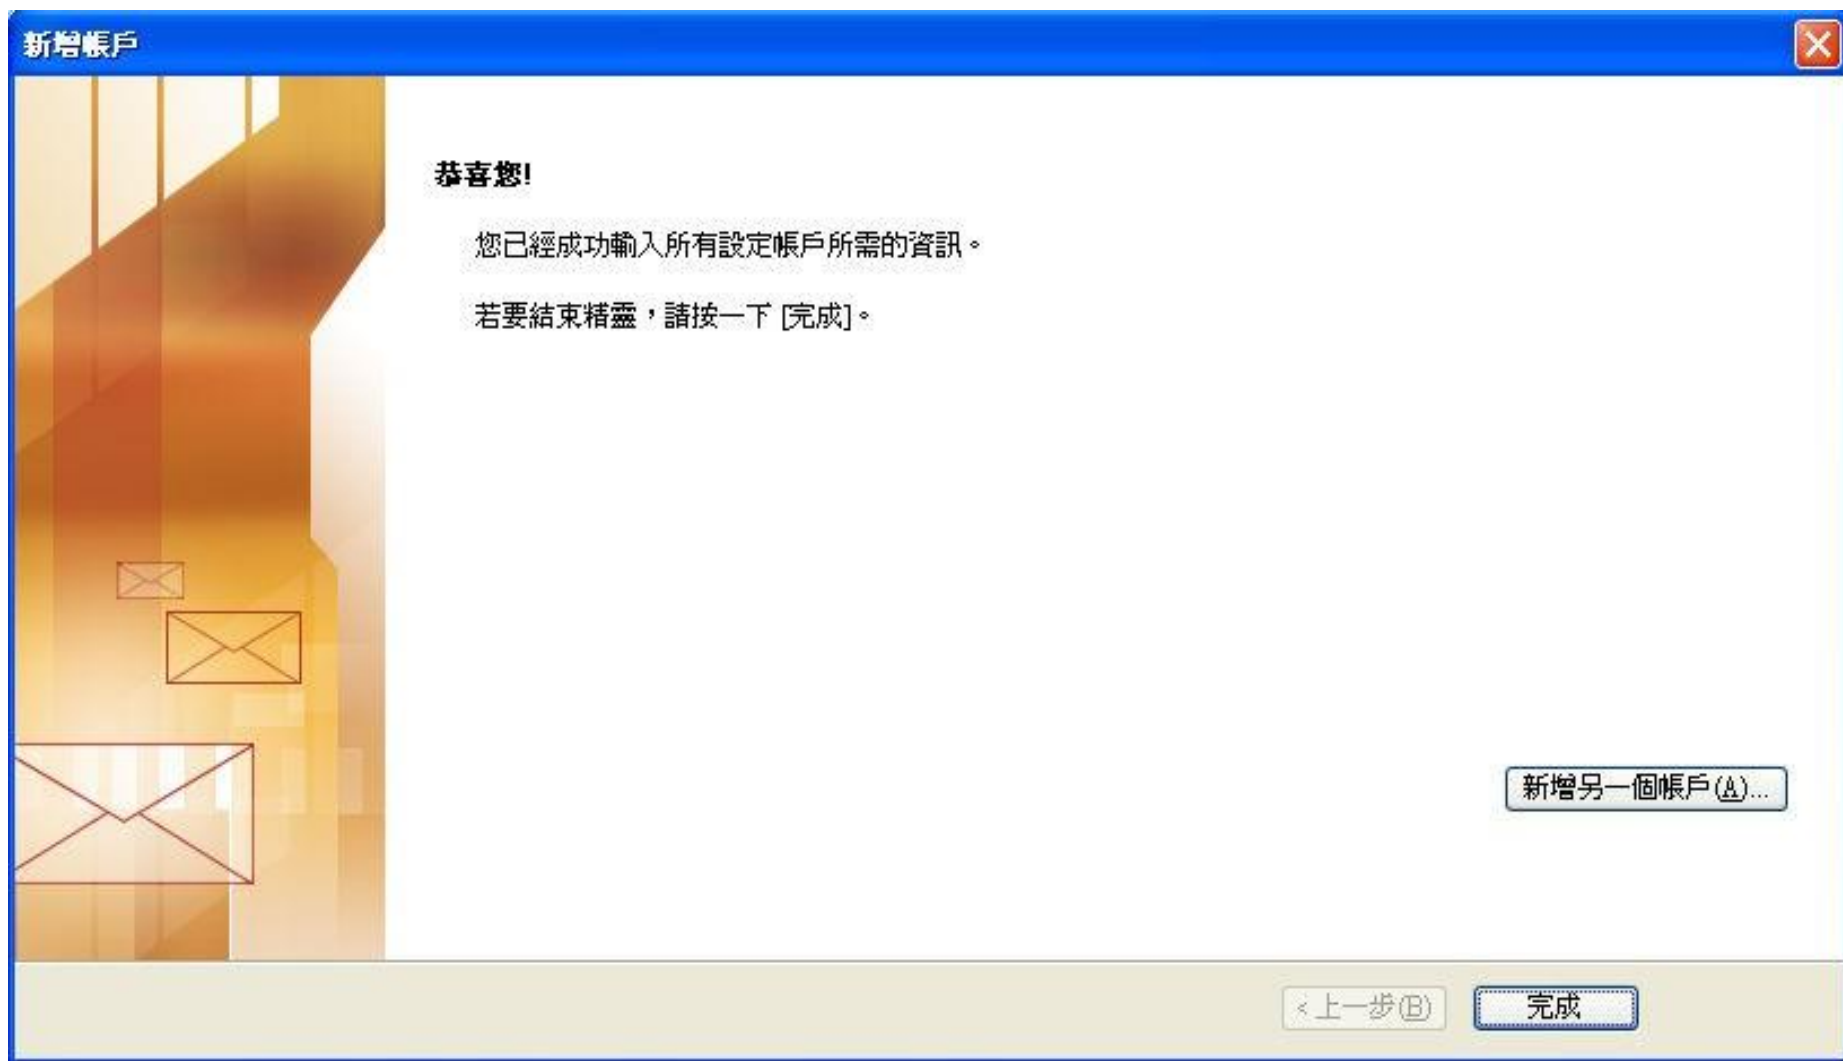 新增帳戶
恭喜您!
您已經成功輸入所有設定帳戶所需的資訊。
若要結束精靈，請按一下 [完成]。
新增另一個帳戶(A)...
< 上一步(B)
完成